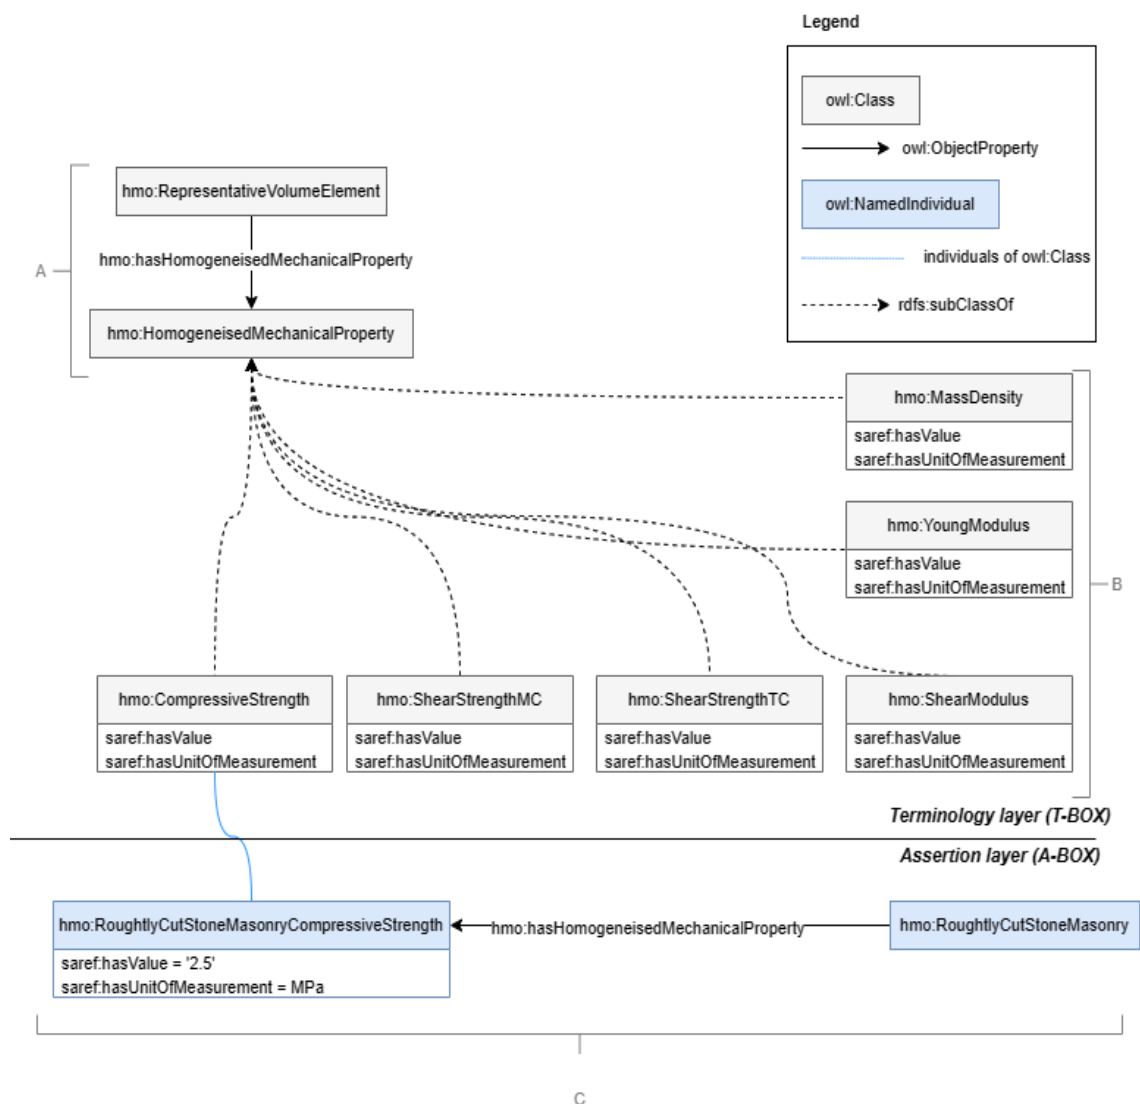 Legend
owl:Class
owl:ObjectProperty
owl:NamedIndividual
individuals of owl:Class
rdfs:subClassOf
A
hmo:RepresentativeVolumeElement
hmo:hasHomogeneisedMechanicalProperty
hmo:HomogeneisedMechanicalProperty
hmo:MassDensity
saref:hasValue
saref:hasUnitOfMeasurement
hmo:YoungModulus
saref:hasValue
saref:hasUnitOfMeasurement
B
hmo:CompressiveStrength
saref:hasValue
saref:hasUnitOfMeasurement
hmo:ShearStrengthMC
saref:hasValue
saref:hasUnitOfMeasurement
hmo:ShearStrengthTC
saref:hasValue
saref:hasUnitOfMeasurement
hmo:ShearModulus
saref:hasValue
saref:hasUnitOfMeasurement
Terminology layer (T-BOX)
Assertion layer (A-BOX)
hmo:RoughtlyCutStoneMasonryCompressiveStrength
saref:hasValue = '2.5'
saref:hasUnitOfMeasurement = MPa
hmo:hasHomogeneisedMechanicalProperty
hmo:RoughtlyCutStoneMasonry
C